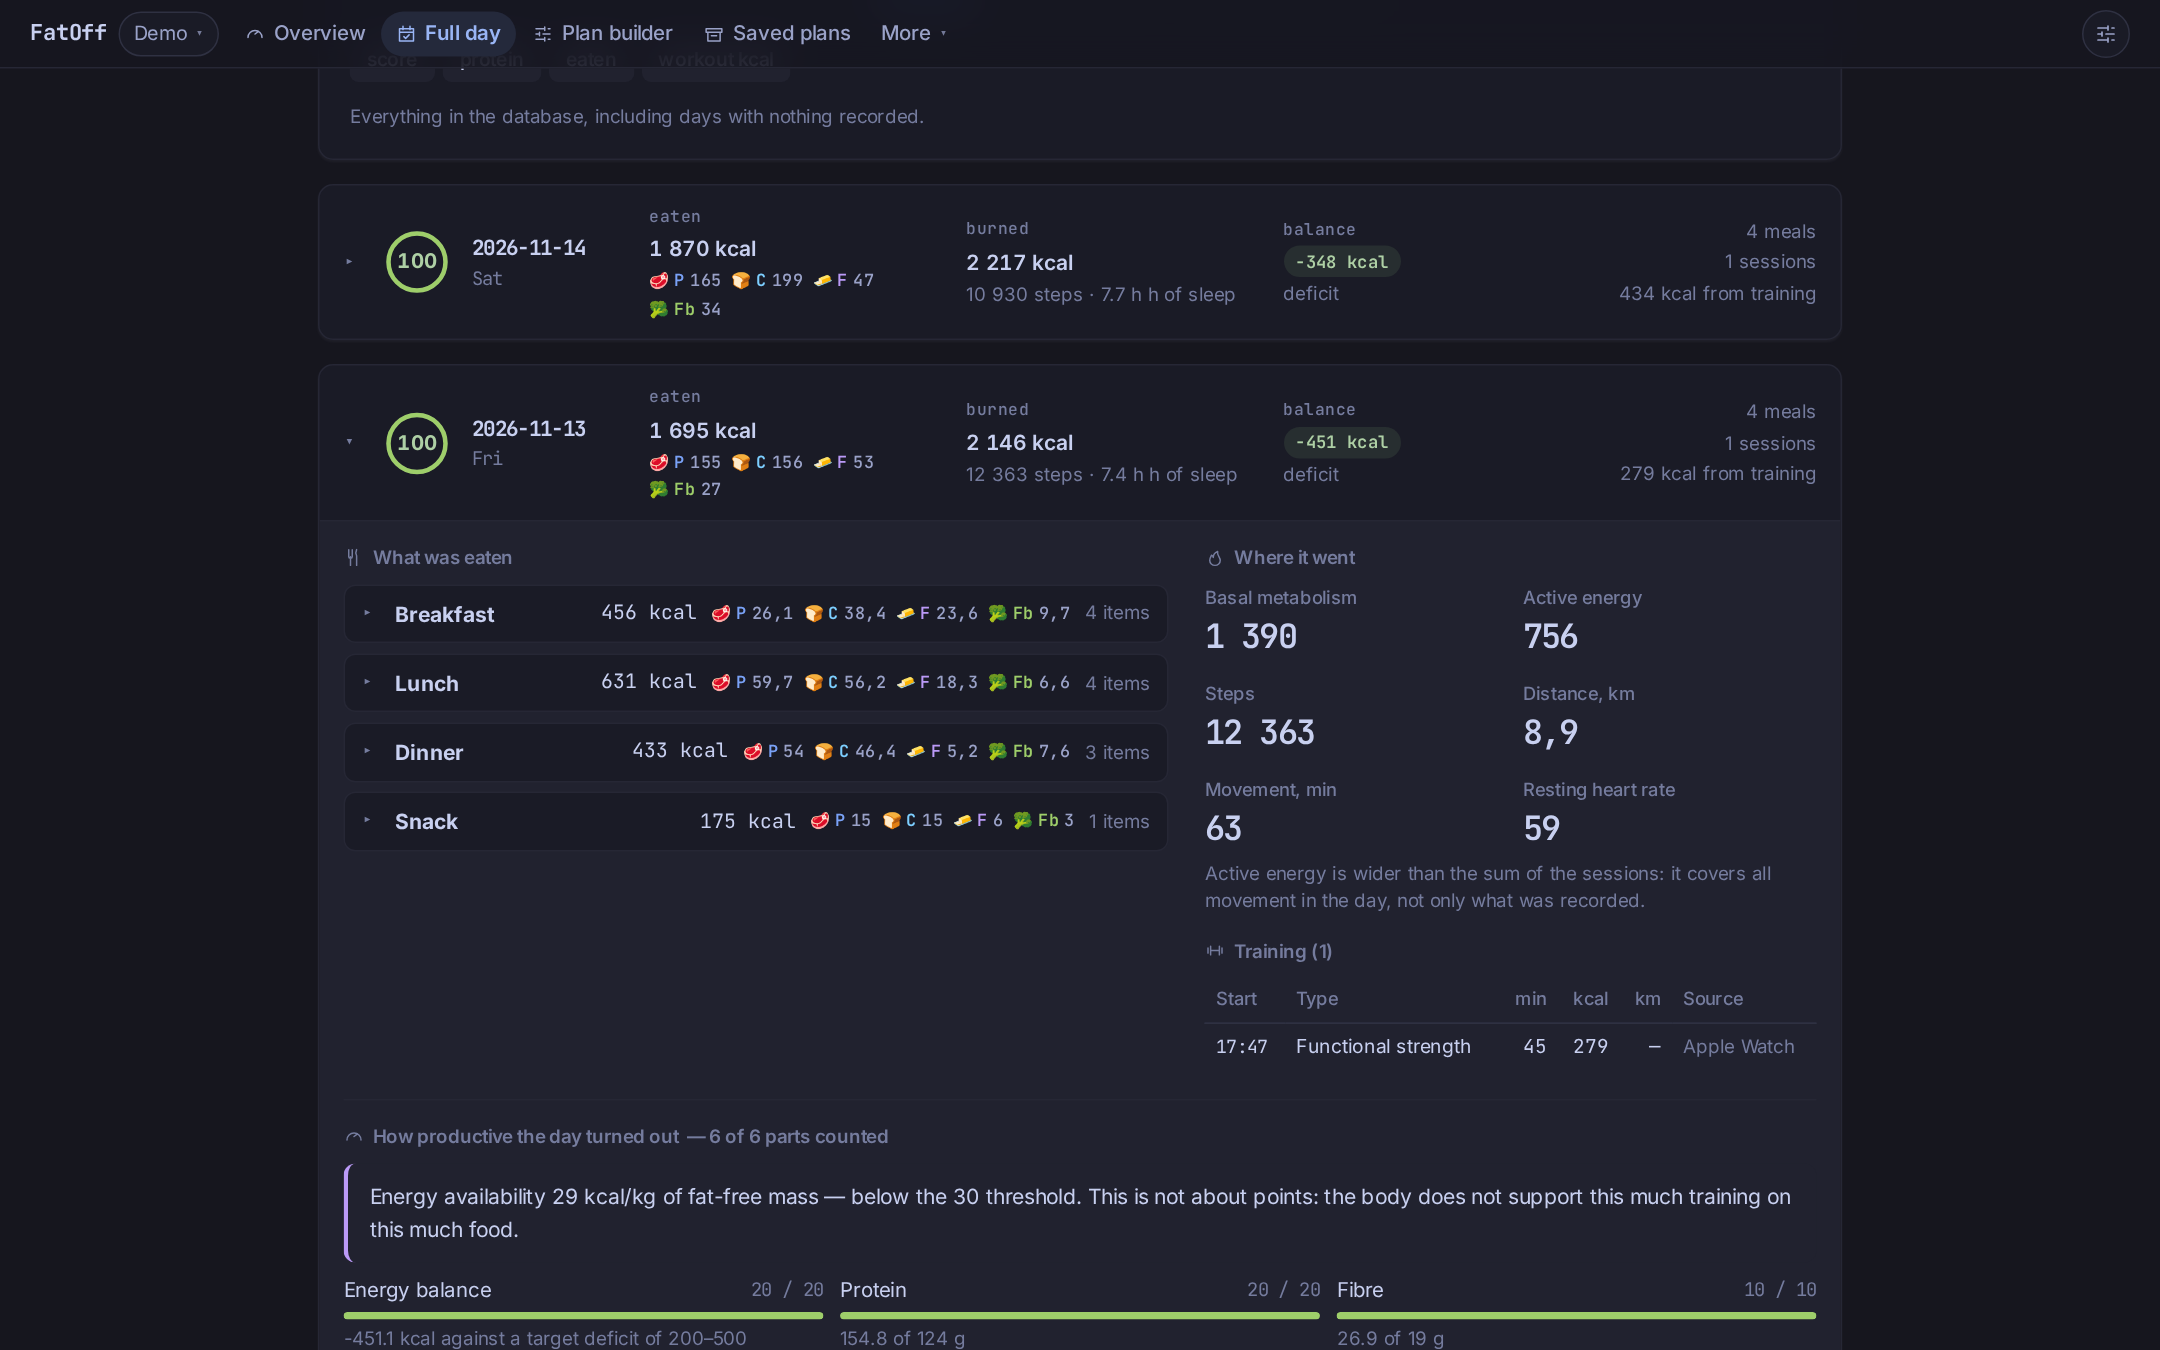 FatOff Demo Overview Full day Plan builder Saved plans More
score protein eaten workout kcal
Everything in the database, including days with nothing recorded.
100
2026-11-14
Sat
eaten
1 870 kcal
P 165 C 199 F 47
Fb 34
burned
2 217 kcal
10 930 steps · 7.7 h h of sleep
balance
-348 kcal
deficit
4 meals
1 sessions
434 kcal from training
100
2026-11-13
Fri
eaten
1 695 kcal
P 155 C 156 F 53
Fb 27
burned
2 146 kcal
12 363 steps · 7.4 h h of sleep
balance
-451 kcal
deficit
4 meals
1 sessions
279 kcal from training
What was eaten
Breakfast 456 kcal P 26,1 C 38,4 F 23,6 Fb 9,7 4 items
Lunch 631 kcal P 59,7 C 56,2 F 18,3 Fb 6,6 4 items
Dinner 433 kcal P 54 C 46,4 F 5,2 Fb 7,6 3 items
Snack 175 kcal P 15 C 15 F 6 Fb 3 1 items
Where it went
Basal metabolism Active energy
1 390 756
Steps Distance, km
12 363 8,9
Movement, min Resting heart rate
63 59
Active energy is wider than the sum of the sessions: it covers all
movement in the day, not only what was recorded.
Training (1)
Start Type min kcal km Source
17:47 Functional strength 45 279 — Apple Watch
How productive the day turned out — 6 of 6 parts counted
Energy availability 29 kcal/kg of fat-free mass — below the 30 threshold. This is not about points: the body does not support this much training on
this much food.
Energy balance 20 / 20 Protein 20 / 20 Fibre 10 / 10
-451.1 kcal against a target deficit of 200–500 154.8 of 124 g 26.9 of 19 g